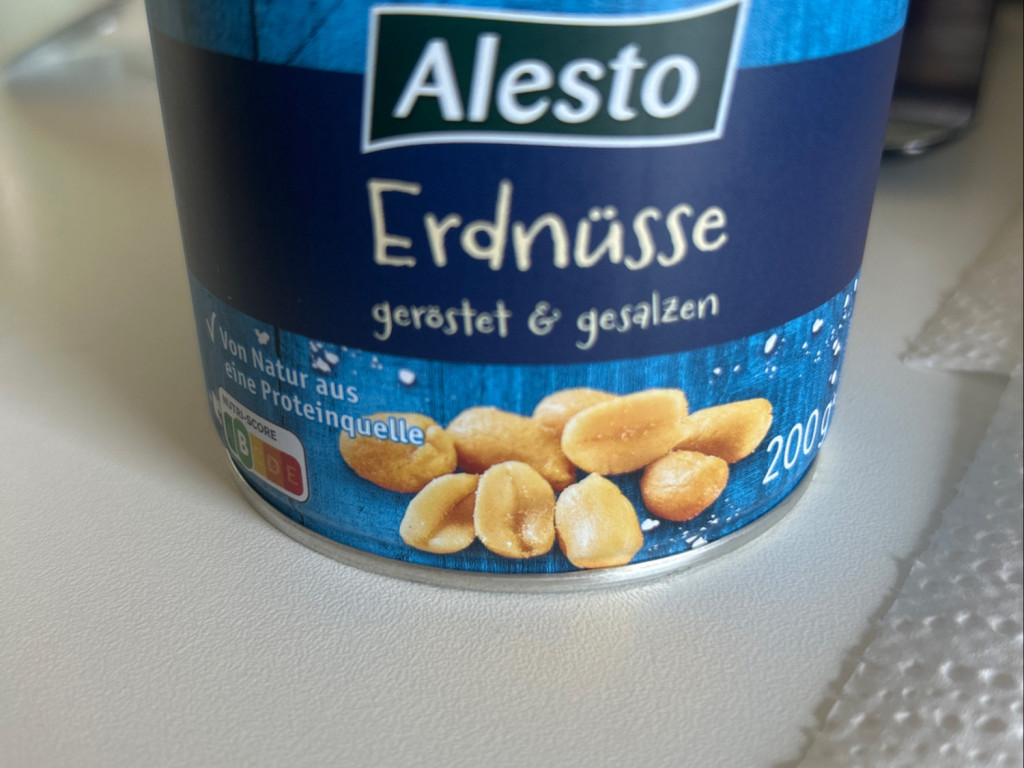 Alesto
Erdnüsse
geröstet & gesalzen
✓ Von Natur aus
eine Proteinquelle
NUTRI-SCORE
B D E
200g